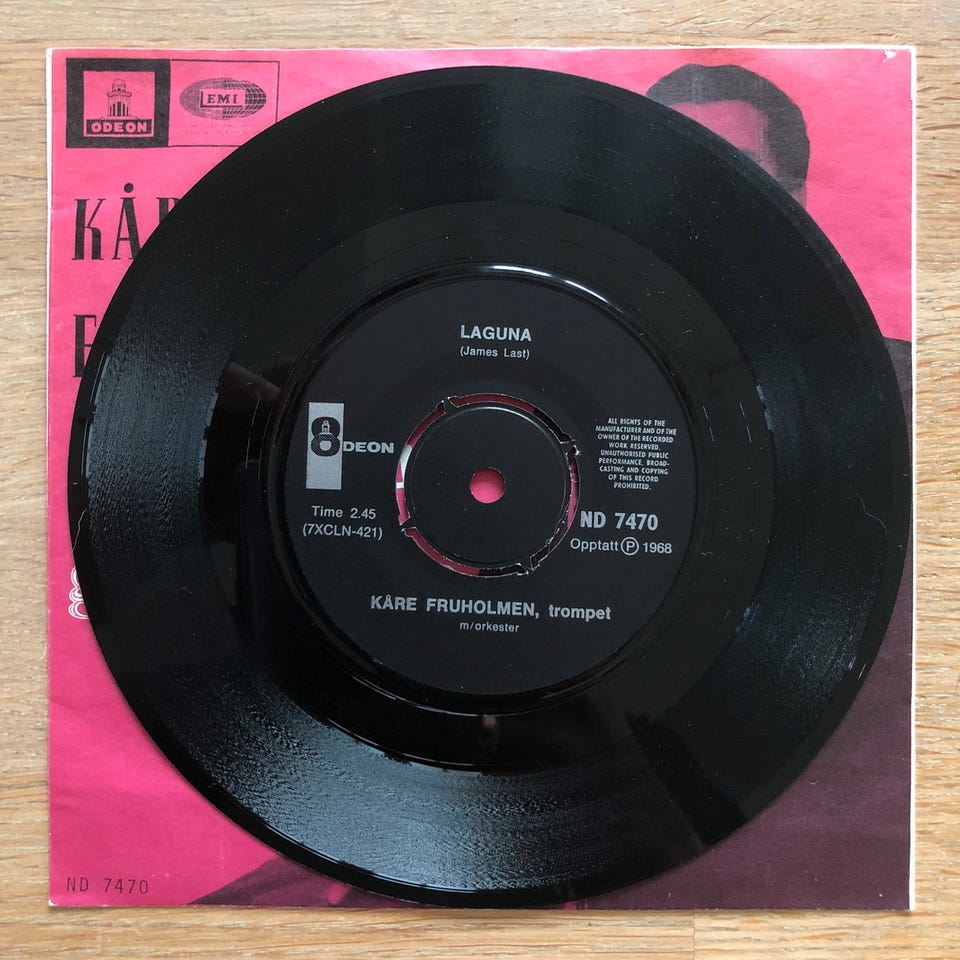 ODEON
EMI
KÅ
LAGUNA
(James Last)
ODEON
ALL RIGHTS OF THE
MANUFACTURER AND OF THE
OWNER OF THE RECORDED
WORK RESERVED.
UNAUTHORISED PUBLIC
PERFORMANCE, BROAD-
CASTING AND COPYING
OF THIS RECORD
PROHIBITED.
Time 2.45
(7XCLN-421)
ND 7470
Opptatt Ⓟ 1968
KÅRE FRUHOLMEN, trompet
m/orkester
ND 7470